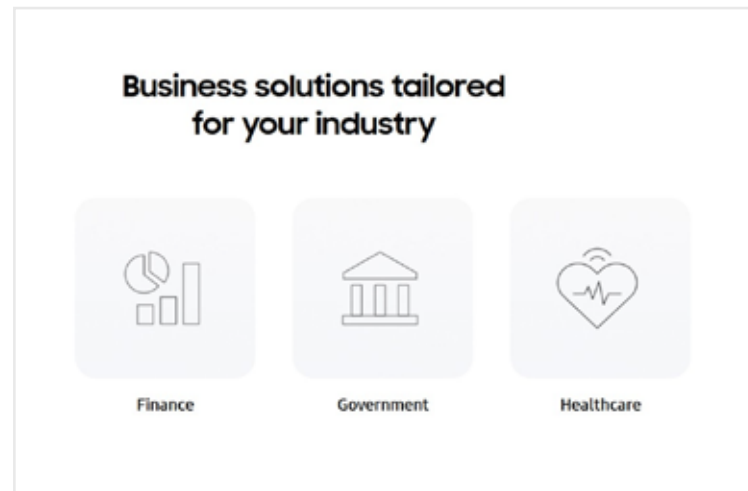 Business solutions tailored
for your industry
Finance
Government
Healthcare